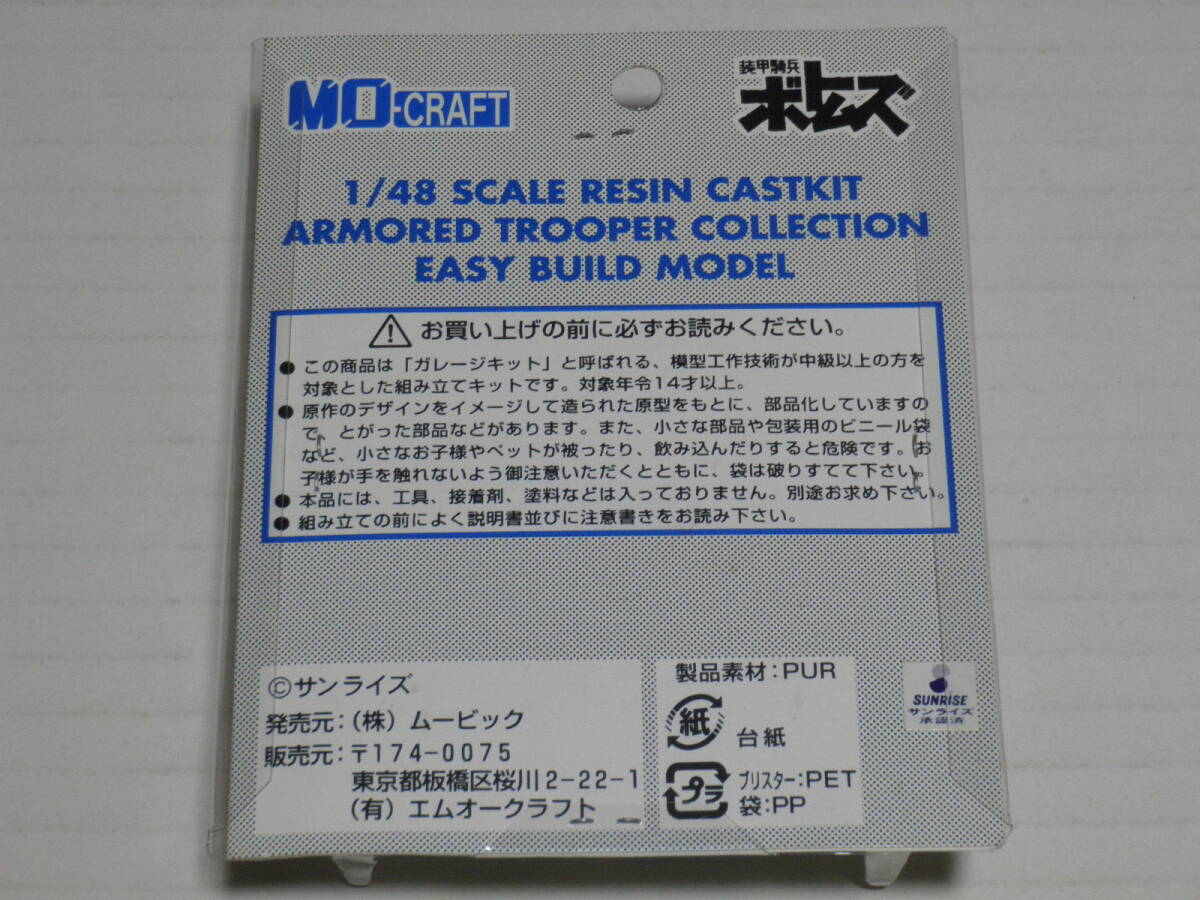 MO-CRAFT
装甲騎兵
ボトムズ
1/48 SCALE RESIN CASTKIT
ARMORED TROOPER COLLECTION
EASY BUILD MODEL
お買い上げの前に必ずお読みください。
●この商品は「ガレージキット」と呼ばれる、模型工作技術が中級以上の方を
対象とした組み立てキットです。対象年令14才以上。
●原作のデザインをイメージして造られた原型をもとに、部品化していますの
で、とがった部品などがあります。また、小さな部品や包装用のビニール袋
など、小さなお子様やペットが被ったり、飲み込んだりすると危険です。お
子様が手を触れないよう御注意いただくとともに、袋は破りすてて下さい。
●本品には、工具、接着剤、塗料などは入っておりません。別途お求め下さい。
●組み立ての前によく説明書並びに注意書きをお読み下さい。
©サンライズ
発売元:(株)ムービック
販売元:〒174-0075
東京都板橋区桜川2-22-1
(有)エムオークラフト
製品素材:PUR
紙
台紙
プラ
ブリスター:PET
袋:PP
SUNRISE
サンライズ
承認済